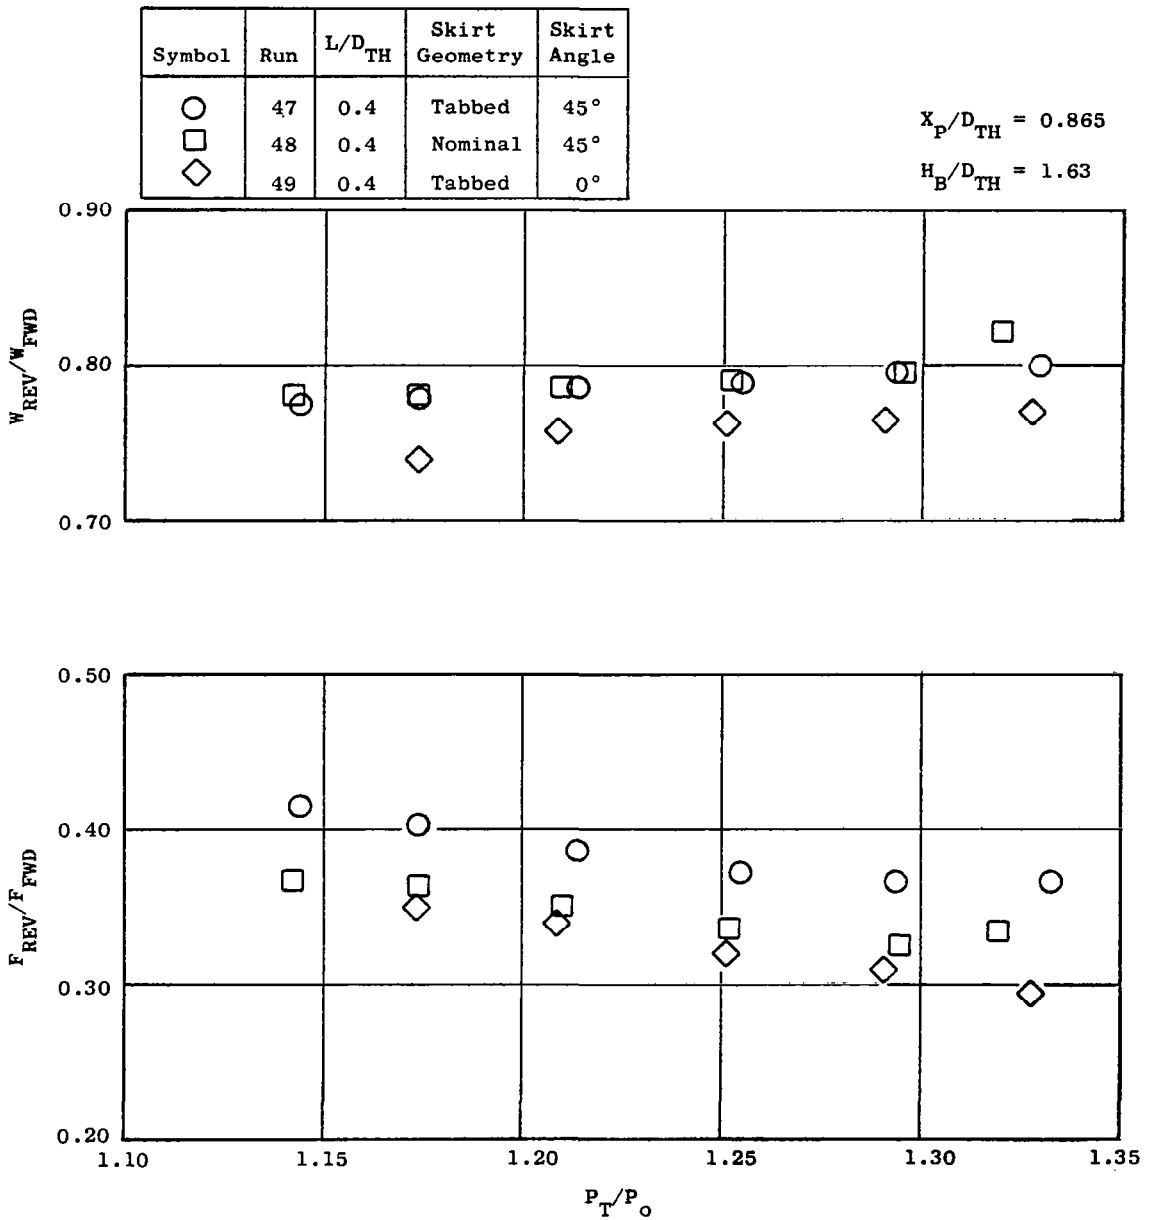 Symbol Run L/D_TH Skirt Geometry Skirt Angle
47 0.4 Tabbed 45°
48 0.4 Nominal 45°
49 0.4 Tabbed 0°
X_P/D_TH = 0.865
H_B/D_TH = 1.63
0.90
0.80
0.70
W_REV/W_FWD
0.50
0.40
0.30
0.20
F_REV/F_FWD
1.10 1.15 1.20 1.25 1.30 1.35
P_T/P_O